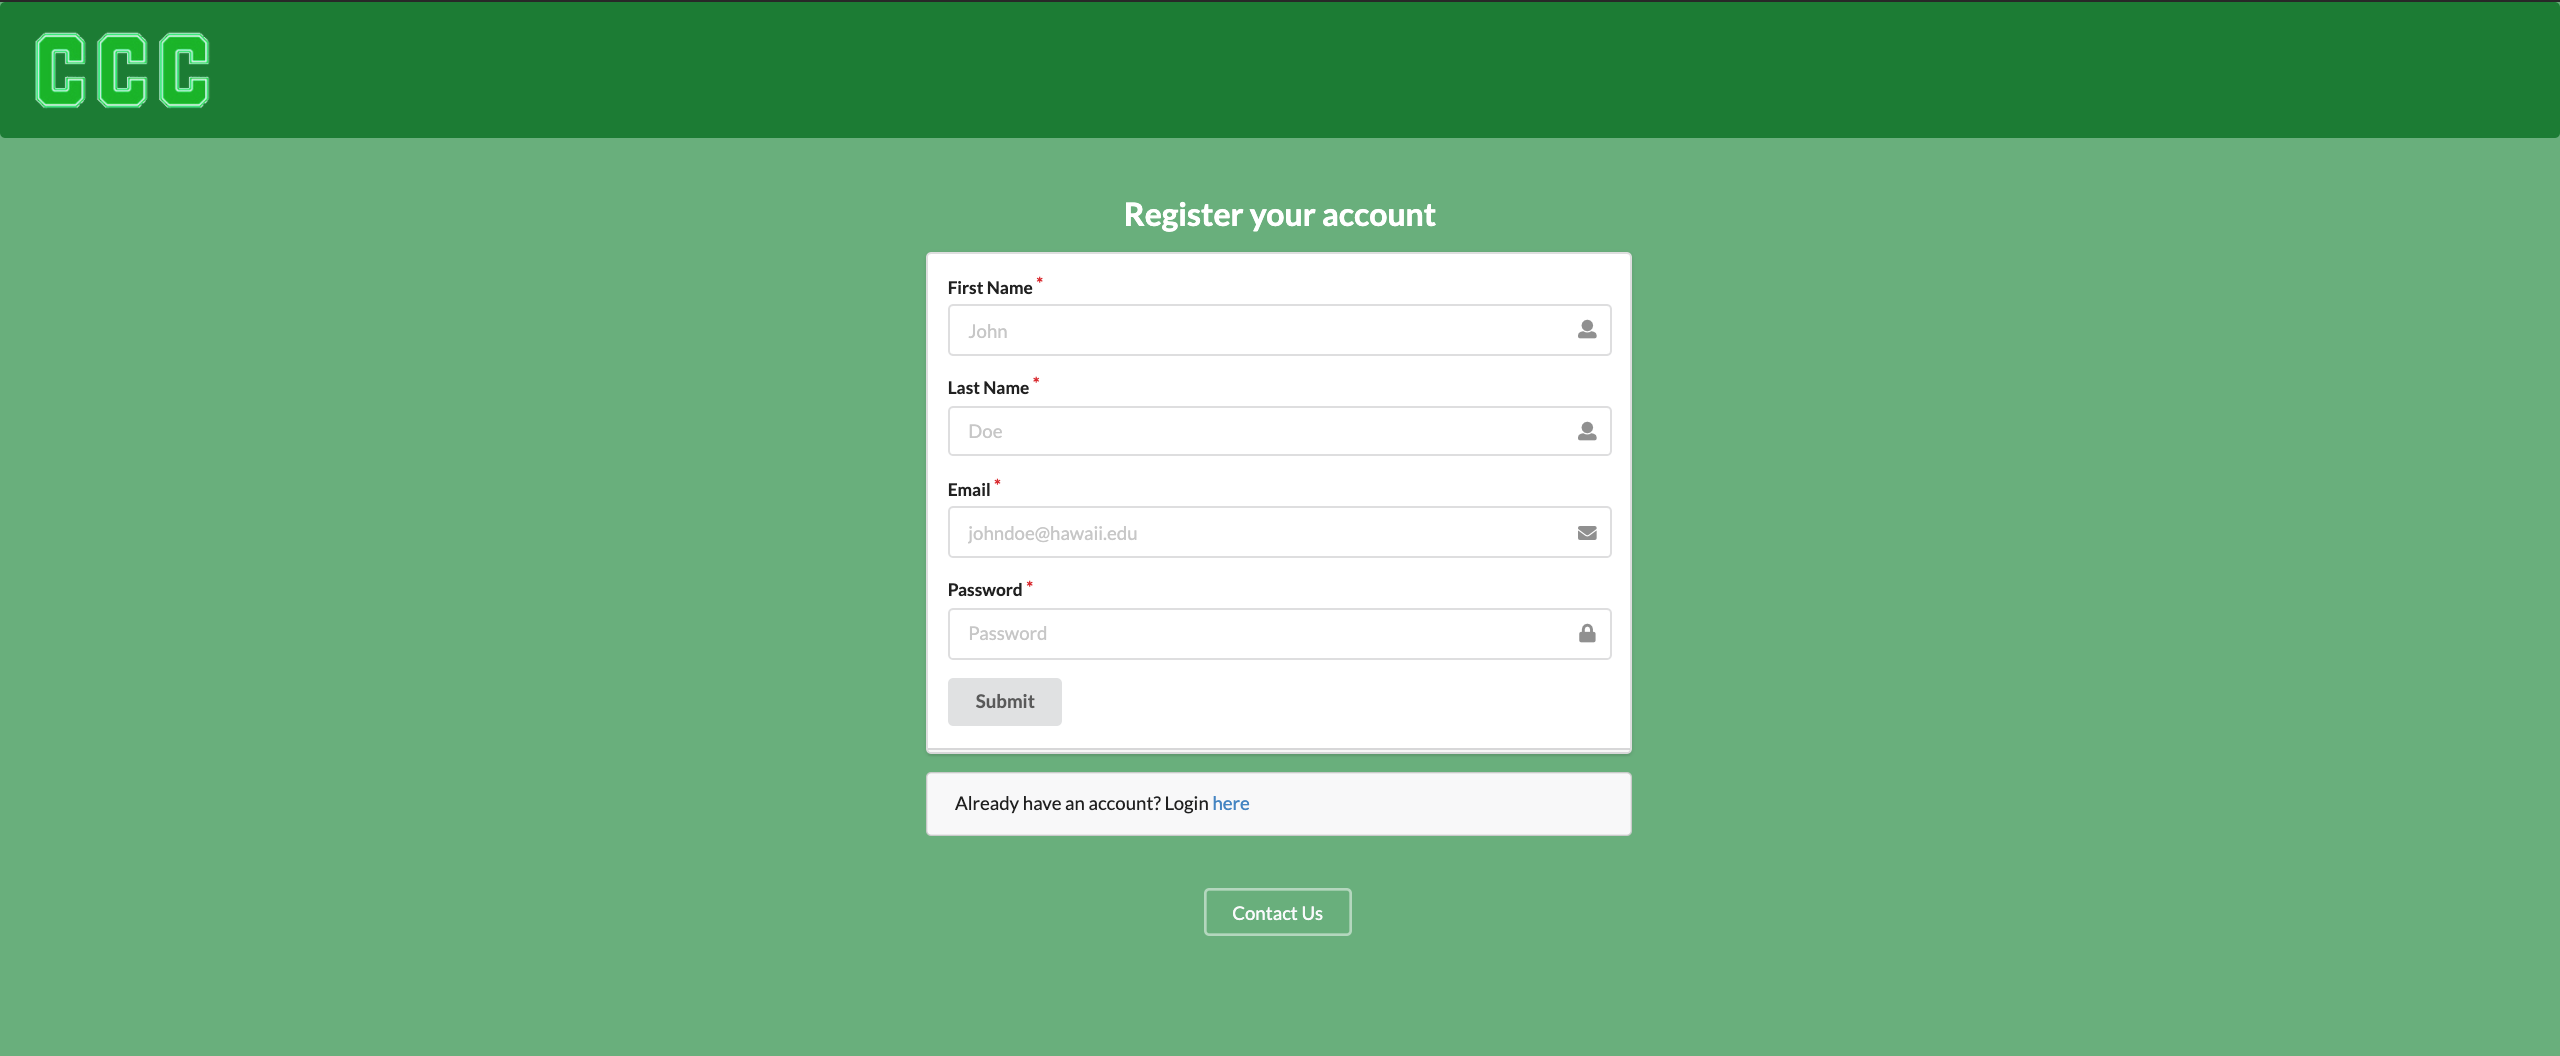 CCC
Register your account
First Name *
John
Last Name *
Doe
Email *
johndoe@hawaii.edu
Password *
Password
Submit
Already have an account? Login here
Contact Us